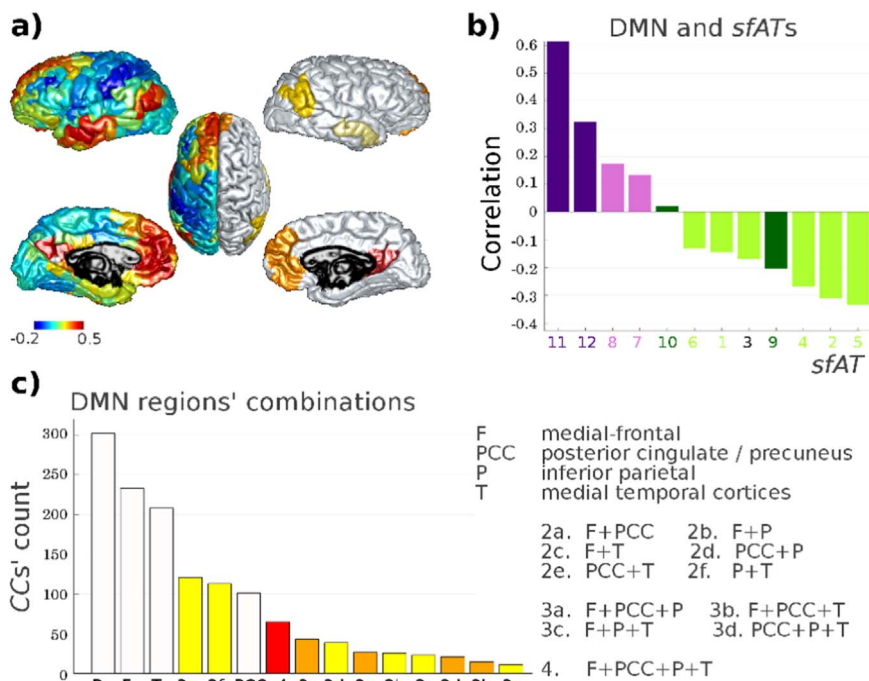 a)
-0.2 0.5
b) DMN and sfATs
Correlation
0.6
0.5
0.4
0.3
0.2
0.1
0
-0.1
-0.2
-0.3
-0.4
11 12 8 7 10 6 1 3 9 4 2 5
sfAT
c) DMN regions' combinations
CCs' count
300
250
200
150
100
50
0
F medial-frontal
PCC posterior cingulate / precuneus
P inferior parietal
T medial temporal cortices
2a. F+PCC 2b. F+P
2c. F+T 2d. PCC+P
2e. PCC+T 2f. P+T
3a. F+PCC+P 3b. F+PCC+T
3c. F+P+T 3d. PCC+P+T
4. F+PCC+P+T